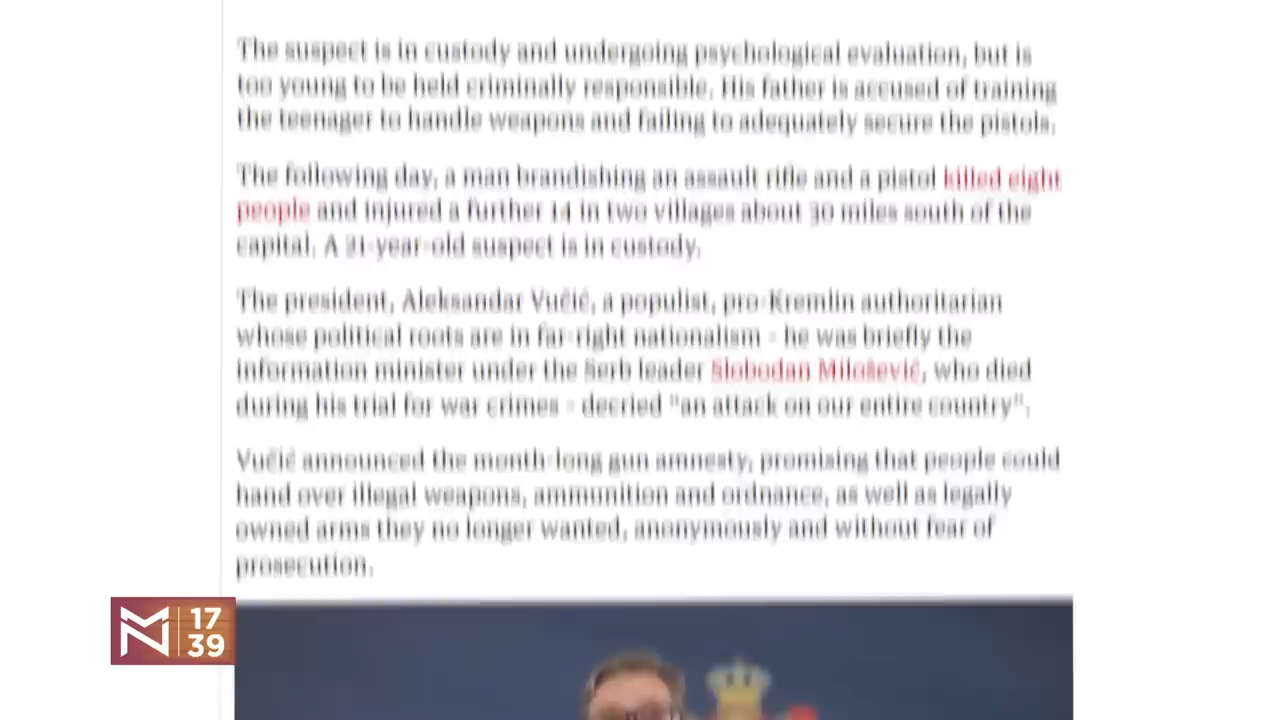 The suspect is in custody and undergoing psychological evaluation, but is
too young to be held criminally responsible. His father is accused of training
the teenager to handle weapons and failing to adequately secure the pistols.
The following day, a man brandishing an assault rifle and a pistol killed eight
people and injured a further 14 in two villages about 30 miles south of the
capital. A 21-year-old suspect is in custody.
The president, Aleksandar Vučić, a populist, pro-Kremlin authoritarian
whose political roots are in far-right nationalism - he was briefly the
information minister under the Serb leader Slobodan Milošević, who died
during his trial for war crimes - decried "an attack on our entire country".
Vučić announced the month-long gun amnesty, promising that people could
hand over illegal weapons, ammunition and ordnance, as well as legally
owned arms they no longer wanted, anonymously and without fear of
prosecution.
17
39